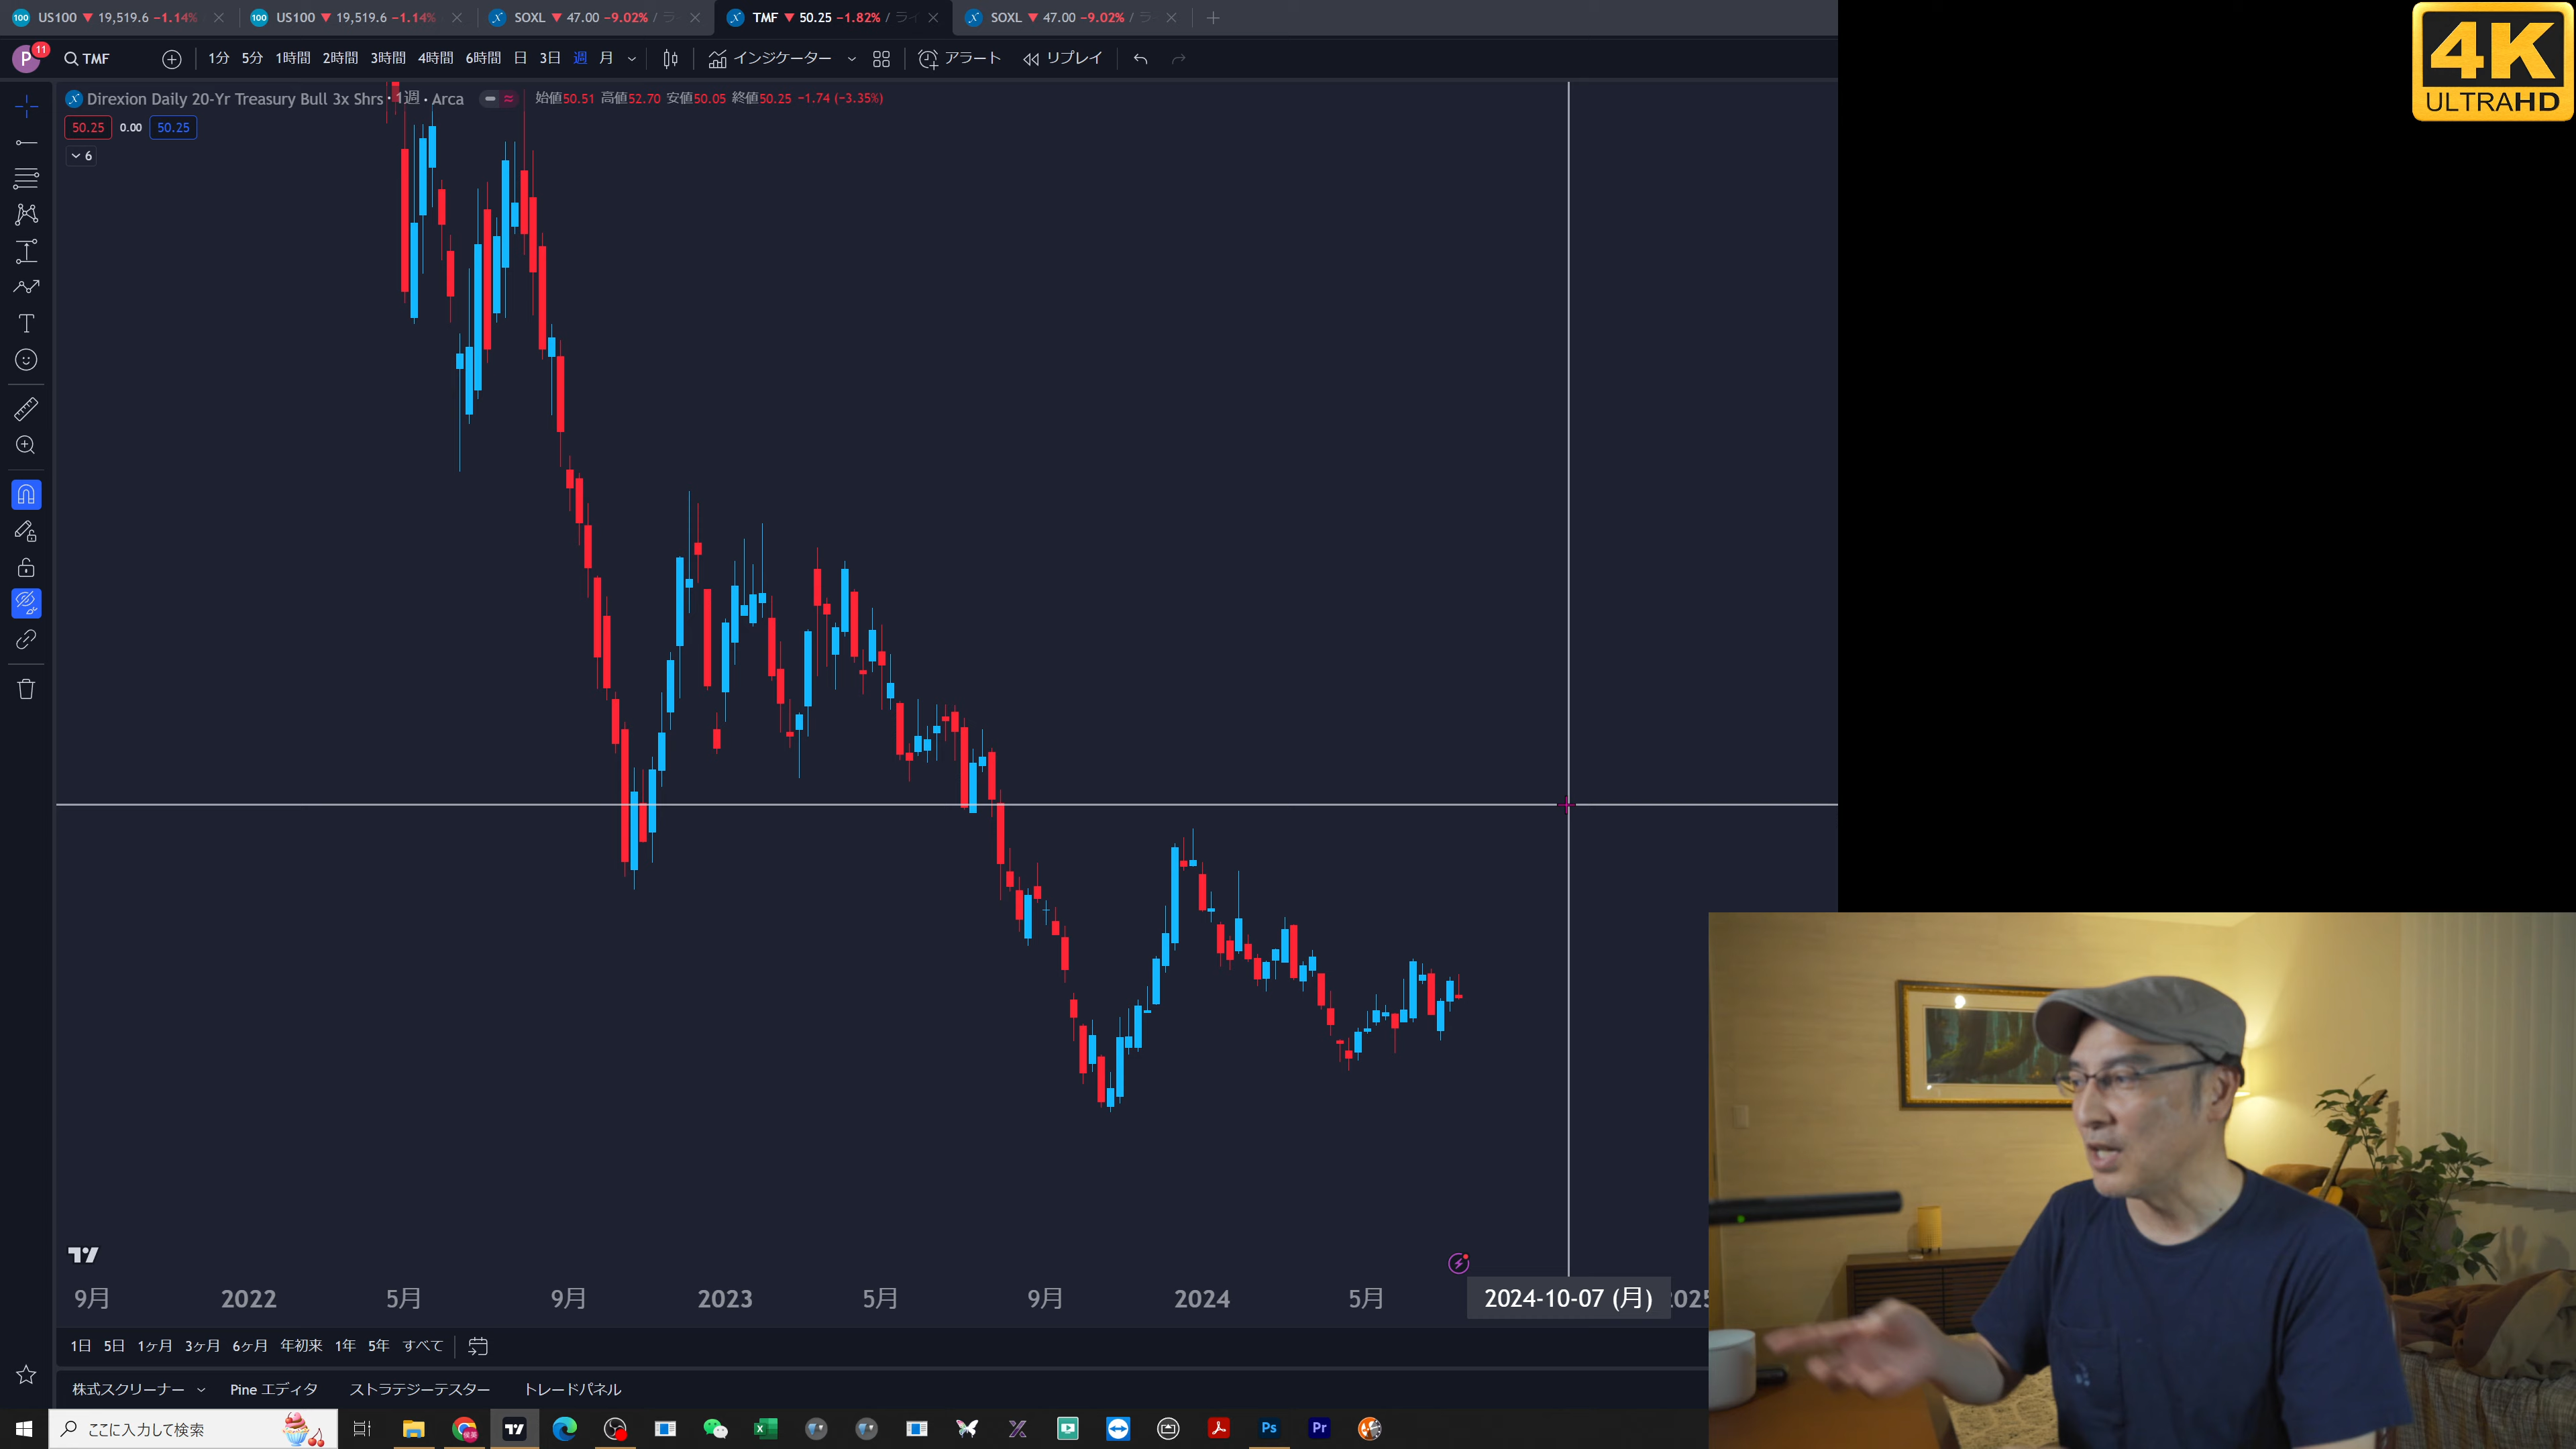 US100 ▼ 19,519.6 −1.14%
US100 ▼ 19,519.6 −1.14%
SOXL ▼ 47.00 −9.02% / ラ
TMF ▼ 50.25 −1.82% / ライ
SOXL ▼ 47.00 −9.02% / ラ
4K
ULTRAHD
P
11
TMF
1分 5分 1時間 2時間 3時間 4時間 6時間 日 3日 週 月
インジケーター
アラート
リプレイ
Direxion Daily 20-Yr Treasury Bull 3x Shrs · 1週 · Arca
始値50.51 高値52.70 安値50.05 終値50.25 −1.74 (−3.35%)
50.25 0.00 50.25
6
9月 2022 5月 9月 2023 5月 9月 2024 5月 2024-10-07 (月) 2025
1日 5日 1ヶ月 3ヶ月 6ヶ月 年初来 1年 5年 すべて
株式スクリーナー Pine エディタ ストラテジーテスター トレードパネル
ここに入力して検索
Ps
Pr